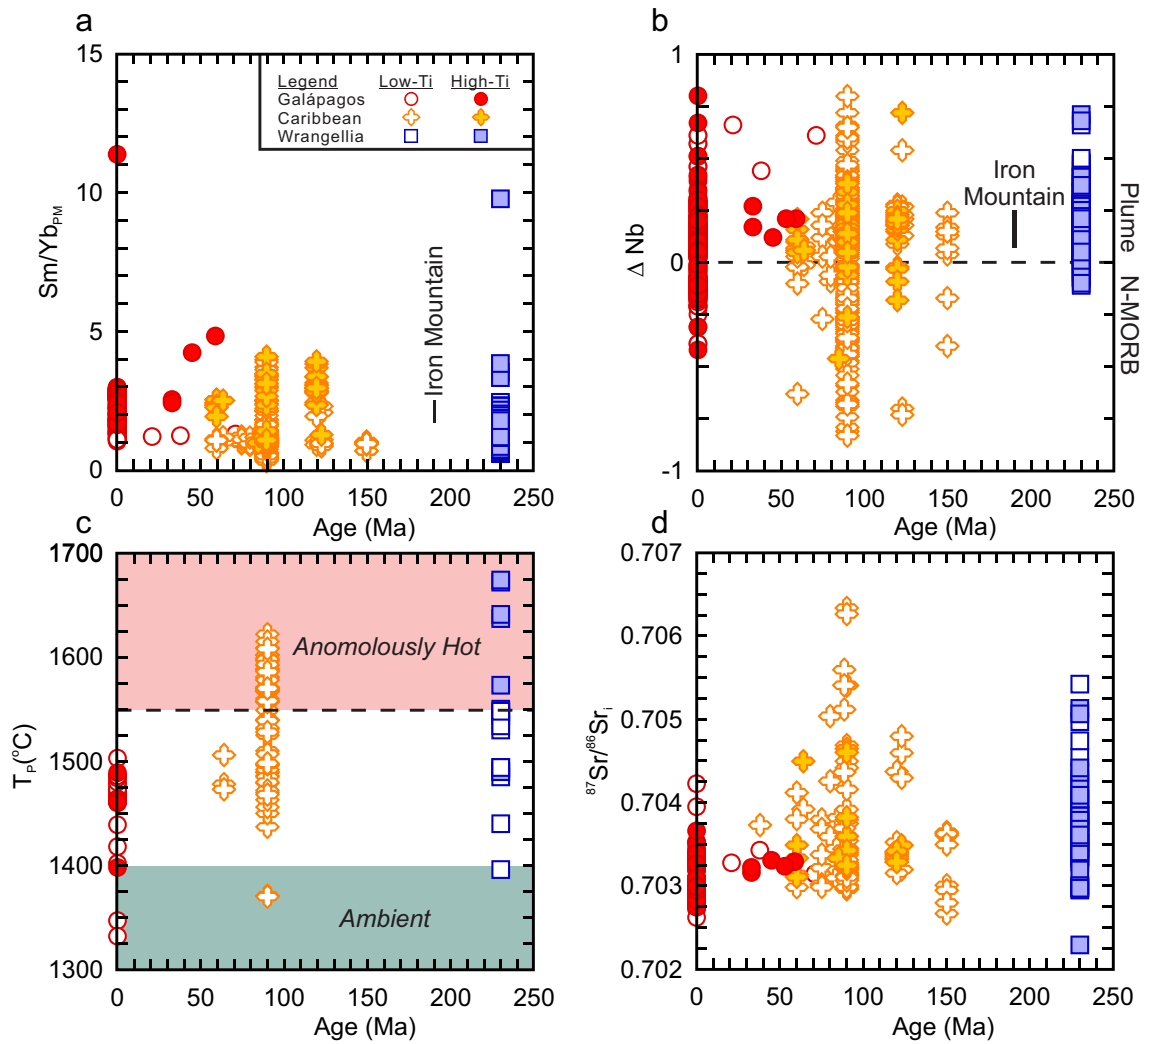 a
15
10
5
0
Sm/Yb_PM
Legend Low-Ti High-Ti
Galápagos
Caribbean
Wrangellia
Iron Mountain
0 50 100 150 200 250
Age (Ma)
b
1
0
-1
Δ Nb
Iron
Mountain
Plume
N-MORB
0 50 100 150 200 250
Age (Ma)
c
1700
1600
1500
1400
1300
T_P(°C)
Anomolously Hot
Ambient
0 50 100 150 200 250
Age (Ma)
d
0.707
0.706
0.705
0.704
0.703
0.702
⁸⁷Sr/⁸⁶Sr_i
0 50 100 150 200 250
Age (Ma)